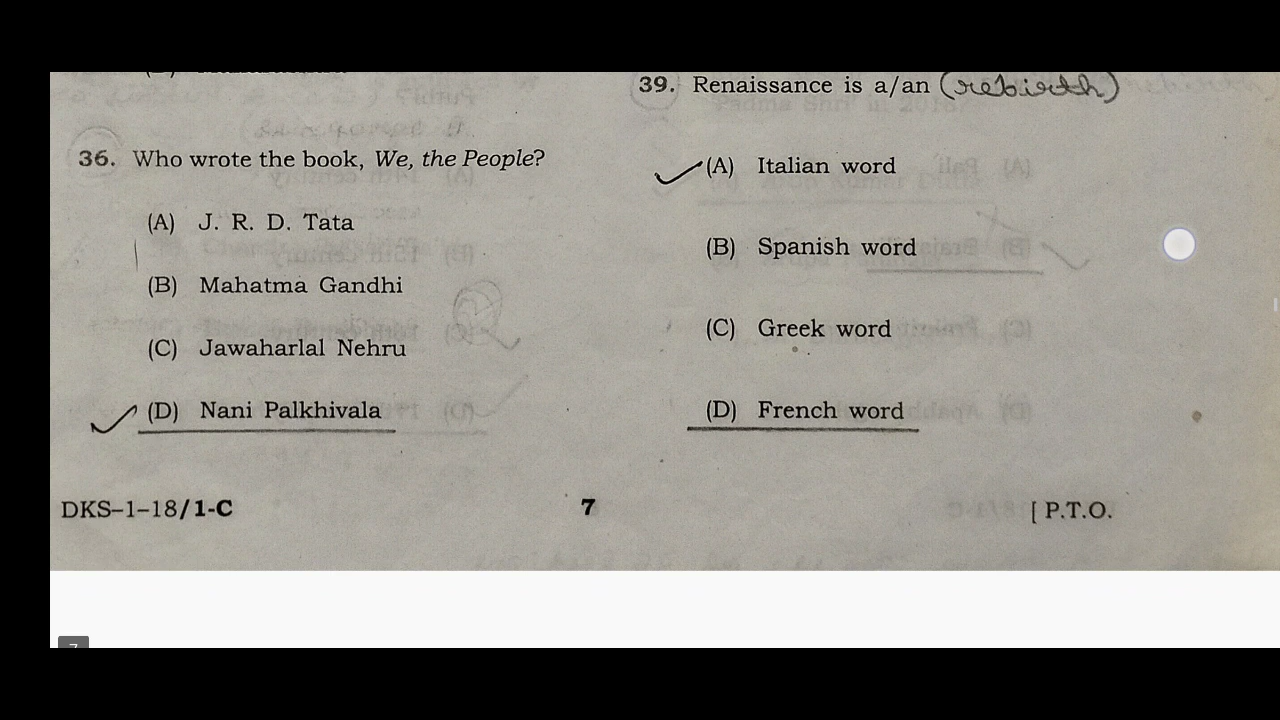 36. Who wrote the book, We, the People?
(A) J. R. D. Tata
(B) Mahatma Gandhi
(C) Jawaharlal Nehru
(D) Nani Palkhivala
39. Renaissance is a/an (rebirth)
(A) Italian word
(B) Spanish word
(C) Greek word
(D) French word
DKS–1–18/1-C
7
[ P.T.O.
7